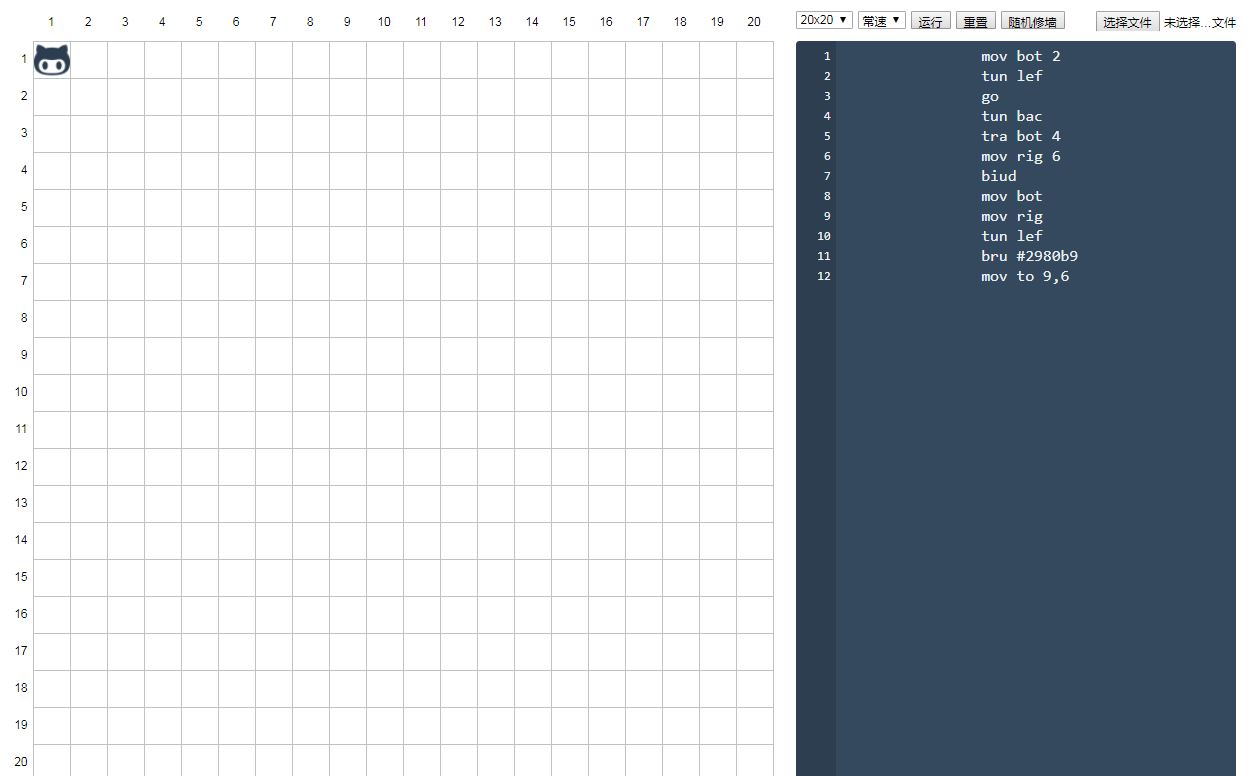 1 2 3 4 5 6 7 8 9 10 11 12 13 14 15 16 17 18 19 20
1
2
3
4
5
6
7
8
9
10
11
12
13
14
15
16
17
18
19
20
20x20 常速 运行 重置 随机修墙 选择文件 未选择...文件
1 mov bot 2
2 tun lef
3 go
4 tun bac
5 tra bot 4
6 mov rig 6
7 biud
8 mov bot
9 mov rig
10 tun lef
11 bru #2980b9
12 mov to 9,6